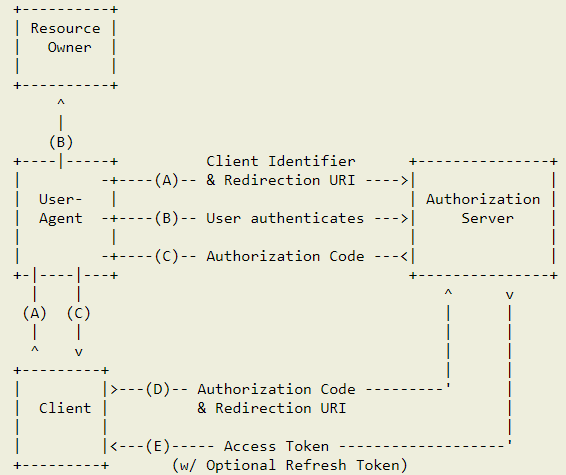 +----------+
| Resource |
|   Owner  |
|          |
+----------+
     ^
     |
    (B)
+----|-----+          Client Identifier      +---------------+
|         -+----(A)-- & Redirection URI ---->|               |
|  User-   |                                 | Authorization |
|  Agent  -+----(B)-- User authenticates --->|     Server    |
|          |                                 |               |
|         -+----(C)-- Authorization Code ---<|               |
+-|----|---+                                 +---------------+
  |    |                                         ^      v
 (A)  (C)                                        |      |
  |    |                                         |      |
  ^    v                                         |      |
+---------+                                      |      |
|         |>---(D)-- Authorization Code ---------'      |
|  Client |          & Redirection URI                  |
|         |                                             |
|         |<---(E)----- Access Token -------------------'
+---------+       (w/ Optional Refresh Token)